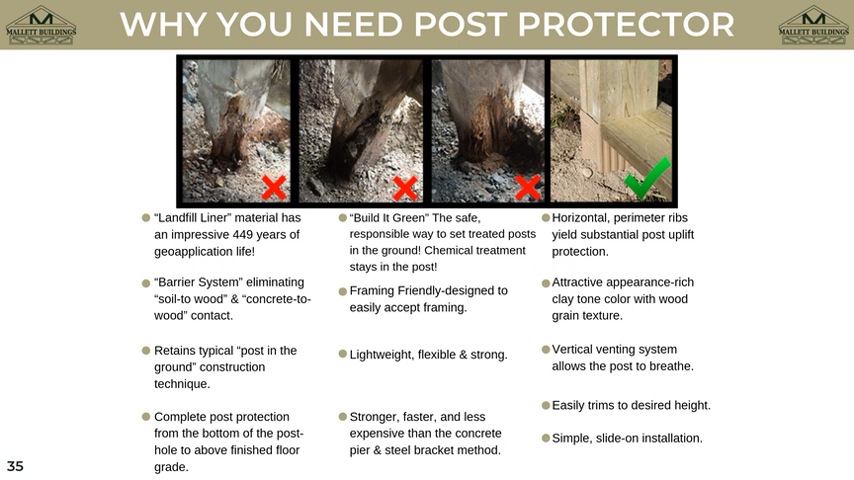 WHY YOU NEED POST PROTECTOR
M
MALLETT BUILDINGS
M
MALLETT BUILDINGS
“Landfill Liner” material has
an impressive 449 years of
geoapplication life!
“Barrier System” eliminating
“soil-to wood” & “concrete-to-
wood” contact.
Retains typical “post in the
ground” construction
technique.
Complete post protection
from the bottom of the post-
hole to above finished floor
grade.
“Build It Green” The safe,
responsible way to set treated posts
in the ground! Chemical treatment
stays in the post!
Framing Friendly-designed to
easily accept framing.
Lightweight, flexible & strong.
Stronger, faster, and less
expensive than the concrete
pier & steel bracket method.
Horizontal, perimeter ribs
yield substantial post uplift
protection.
Attractive appearance-rich
clay tone color with wood
grain texture.
Vertical venting system
allows the post to breathe.
Easily trims to desired height.
Simple, slide-on installation.
35